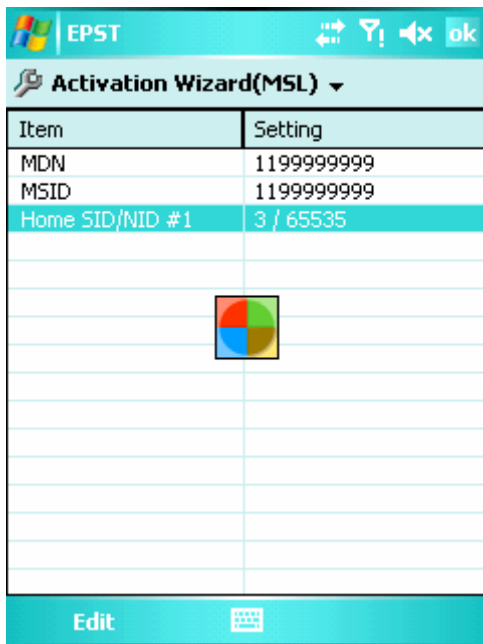 EPST ok
Activation Wizard(MSL)
Item Setting
MDN 1199999999
MSID 1199999999
Home SID/NID #1 3 / 65535
Edit